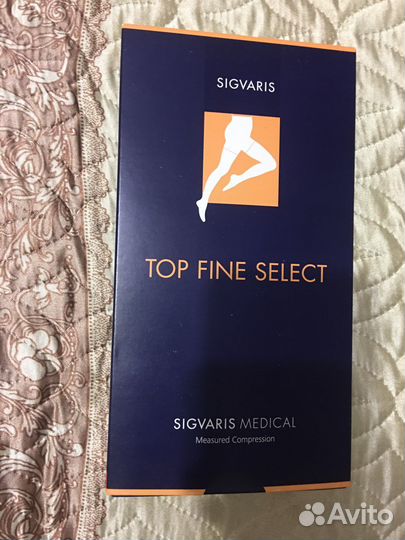 SIGVARIS
TOP FINE SELECT
SIGVARIS MEDICAL
Measured Compression
Avito